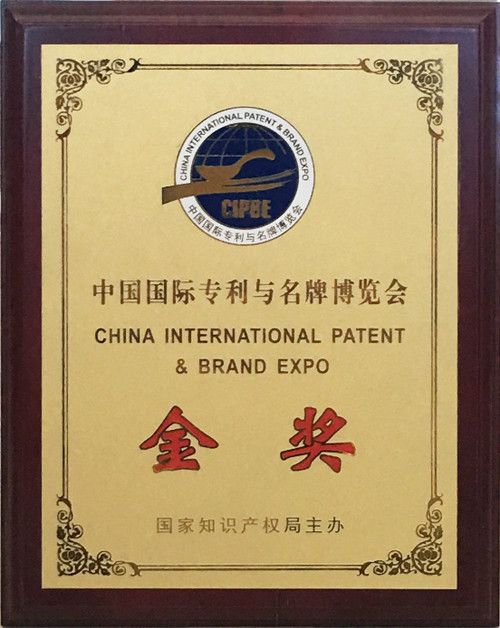 CHINA INTERNATIONAL PATENT & BRAND EXPO
CIPBE
中国国际专利与名牌博览会
中国国际专利与名牌博览会
CHINA INTERNATIONAL PATENT
& BRAND EXPO
金奖
国家知识产权局主办